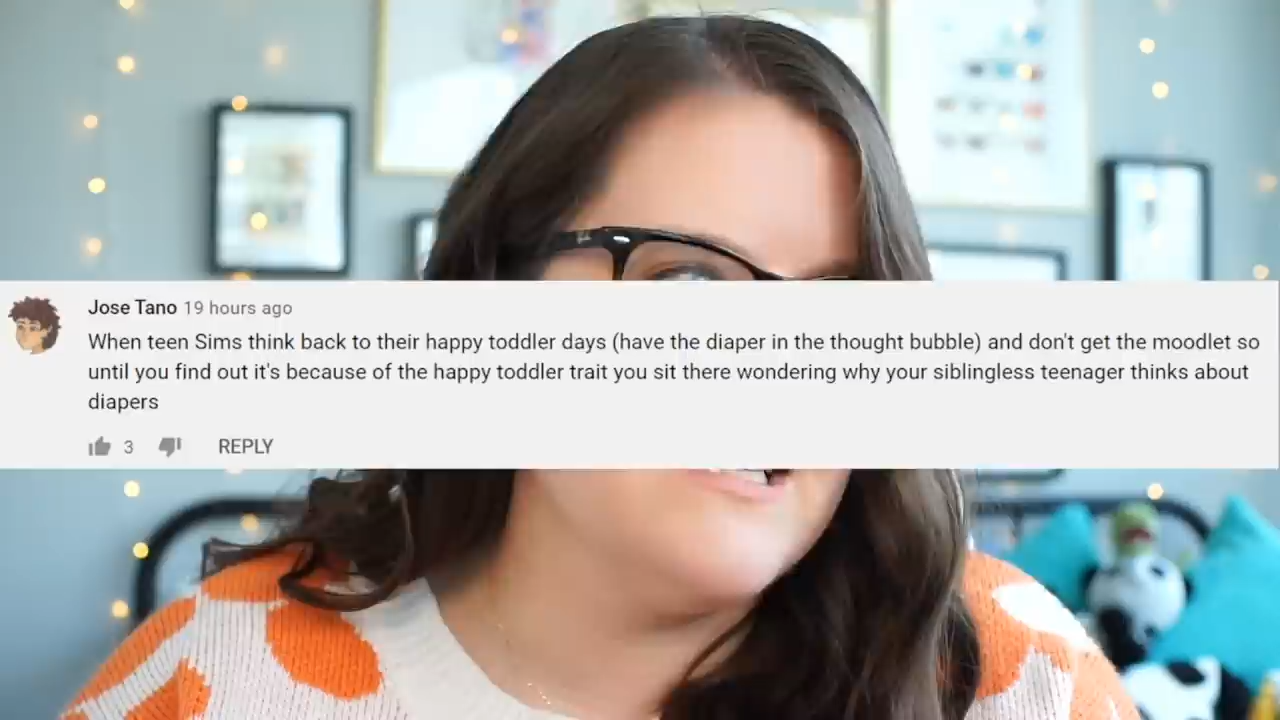 Jose Tano 19 hours ago
When teen Sims think back to their happy toddler days (have the diaper in the thought bubble) and don't get the moodlet so
until you find out it's because of the happy toddler trait you sit there wondering why your siblingless teenager thinks about
diapers
3 REPLY